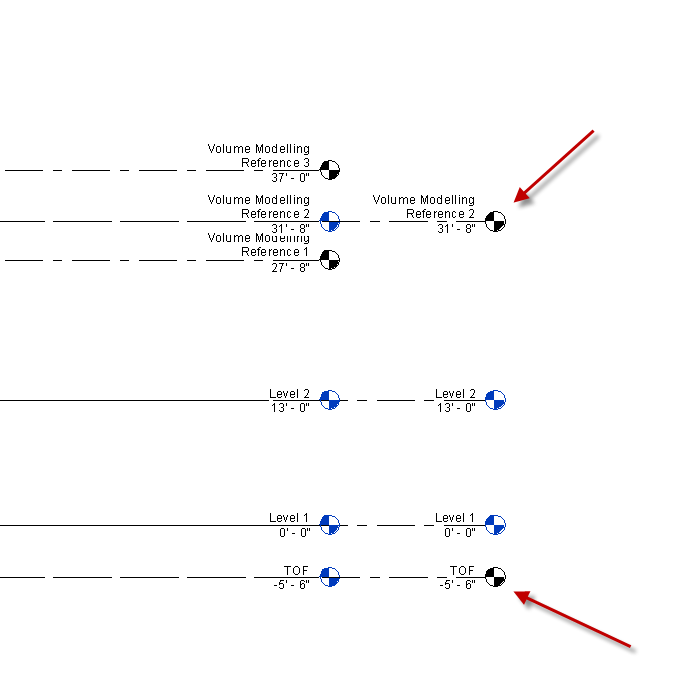 Volume Modelling
Reference 3
37' - 0"
Volume Modelling
Reference 2
31' - 8"
Volume Modelling
Reference 2
31' - 8"
Volume Modelling
Reference 1
27' - 8"
Level 2
13' - 0"
Level 2
13' - 0"
Level 1
0' - 0"
Level 1
0' - 0"
TOF
-5' - 6"
TOF
-5' - 6"